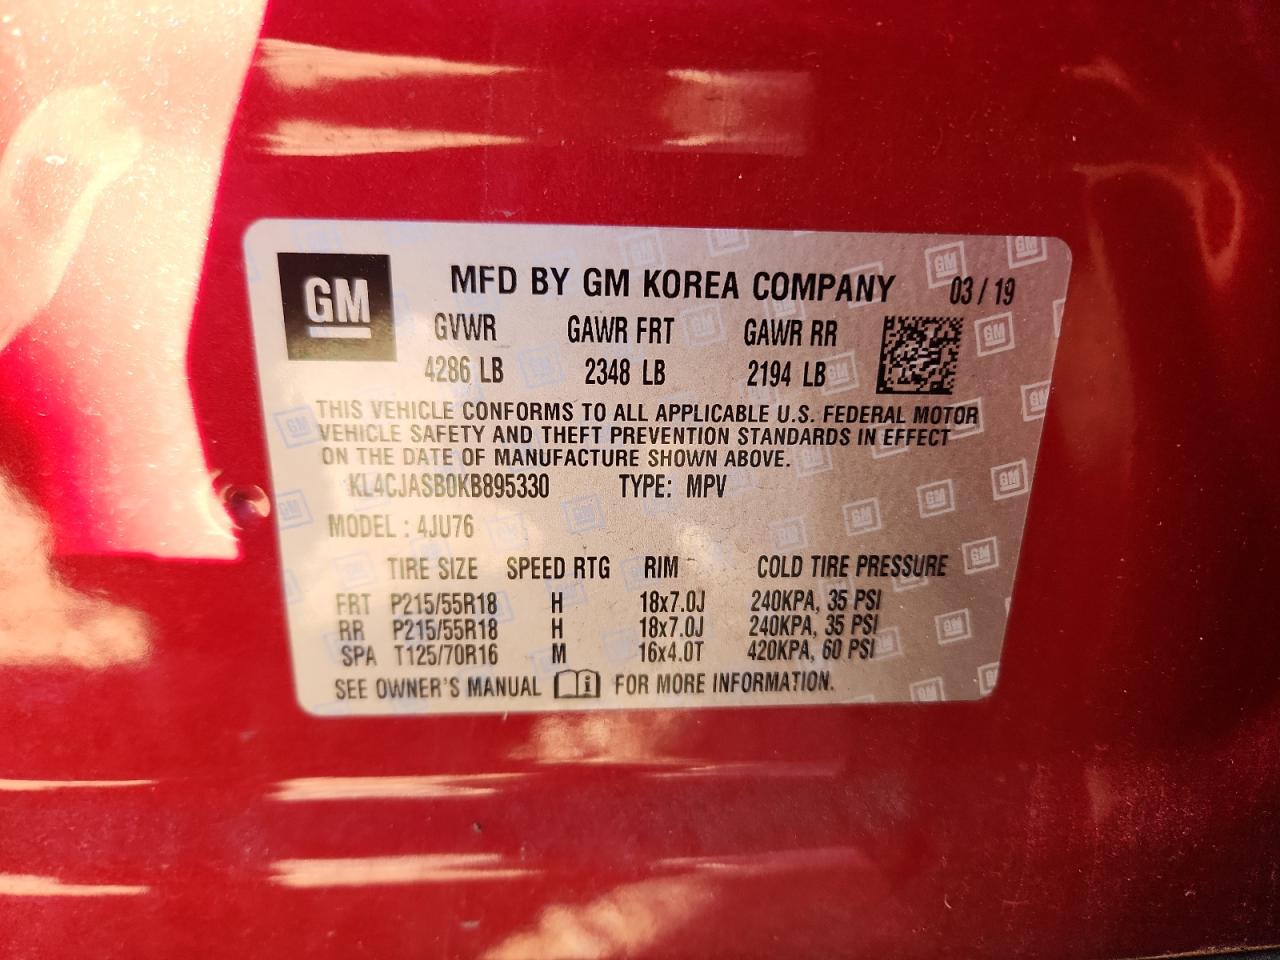 GM
MFD BY GM KOREA COMPANY 03 / 19
GVWR GAWR FRT GAWR RR
4286 LB 2348 LB 2194 LB
THIS VEHICLE CONFORMS TO ALL APPLICABLE U.S. FEDERAL MOTOR
VEHICLE SAFETY AND THEFT PREVENTION STANDARDS IN EFFECT
ON THE DATE OF MANUFACTURE SHOWN ABOVE.
KL4CJASB0KB895330 TYPE: MPV
MODEL : 4JU76
TIRE SIZE SPEED RTG RIM COLD TIRE PRESSURE
FRT P215/55R18 H 18x7.0J 240KPA, 35 PSI
RR P215/55R18 H 18x7.0J 240KPA, 35 PSI
SPA T125/70R16 M 16x4.0T 420KPA, 60 PSI
SEE OWNER'S MANUAL i FOR MORE INFORMATION.